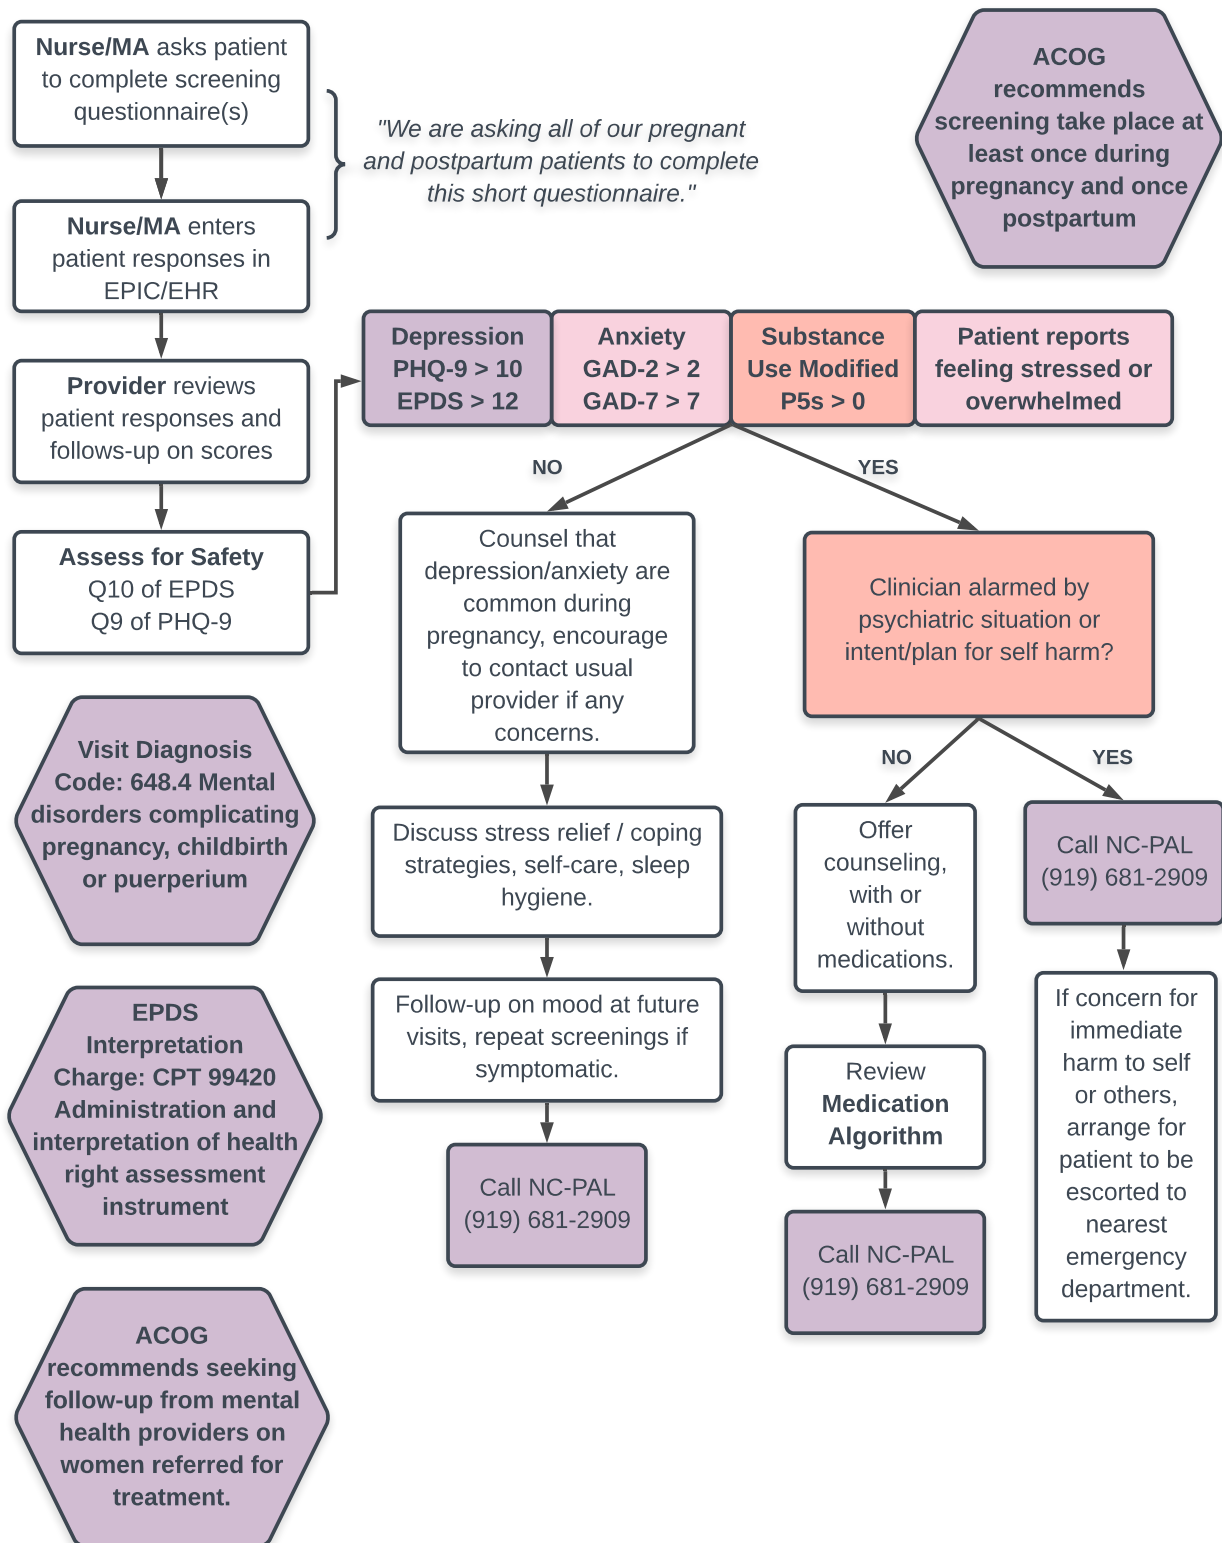 Nurse/MA asks patient
to complete screening
questionnaire(s)
"We are asking all of our pregnant
and postpartum patients to complete
this short questionnaire."
ACOG
recommends
screening take place at
least once during
pregnancy and once
postpartum
Nurse/MA enters
patient responses in
EPIC/EHR
Provider reviews
patient responses and
follows-up on scores
Assess for Safety
Q10 of EPDS
Q9 of PHQ-9
Depression
PHQ-9 > 10
EPDS > 12
Anxiety
GAD-2 > 2
GAD-7 > 7
Substance
Use Modified
P5s > 0
Patient reports
feeling stressed or
overwhelmed
NO
YES
Counsel that
depression/anxiety are
common during
pregnancy, encourage
to contact usual
provider if any
concerns.
Discuss stress relief / coping
strategies, self-care, sleep
hygiene.
Follow-up on mood at future
visits, repeat screenings if
symptomatic.
Call NC-PAL
(919) 681-2909
Clinician alarmed by
psychiatric situation or
intent/plan for self harm?
NO
YES
Offer
counseling,
with or
without
medications.
Review
Medication
Algorithm
Call NC-PAL
(919) 681-2909
Call NC-PAL
(919) 681-2909
If concern for
immediate
harm to self
or others,
arrange for
patient to be
escorted to
nearest
emergency
department.
Visit Diagnosis
Code: 648.4 Mental
disorders complicating
pregnancy, childbirth
or puerperium
EPDS
Interpretation
Charge: CPT 99420
Administration and
interpretation of health
right assessment
instrument
ACOG
recommends seeking
follow-up from mental
health providers on
women referred for
treatment.